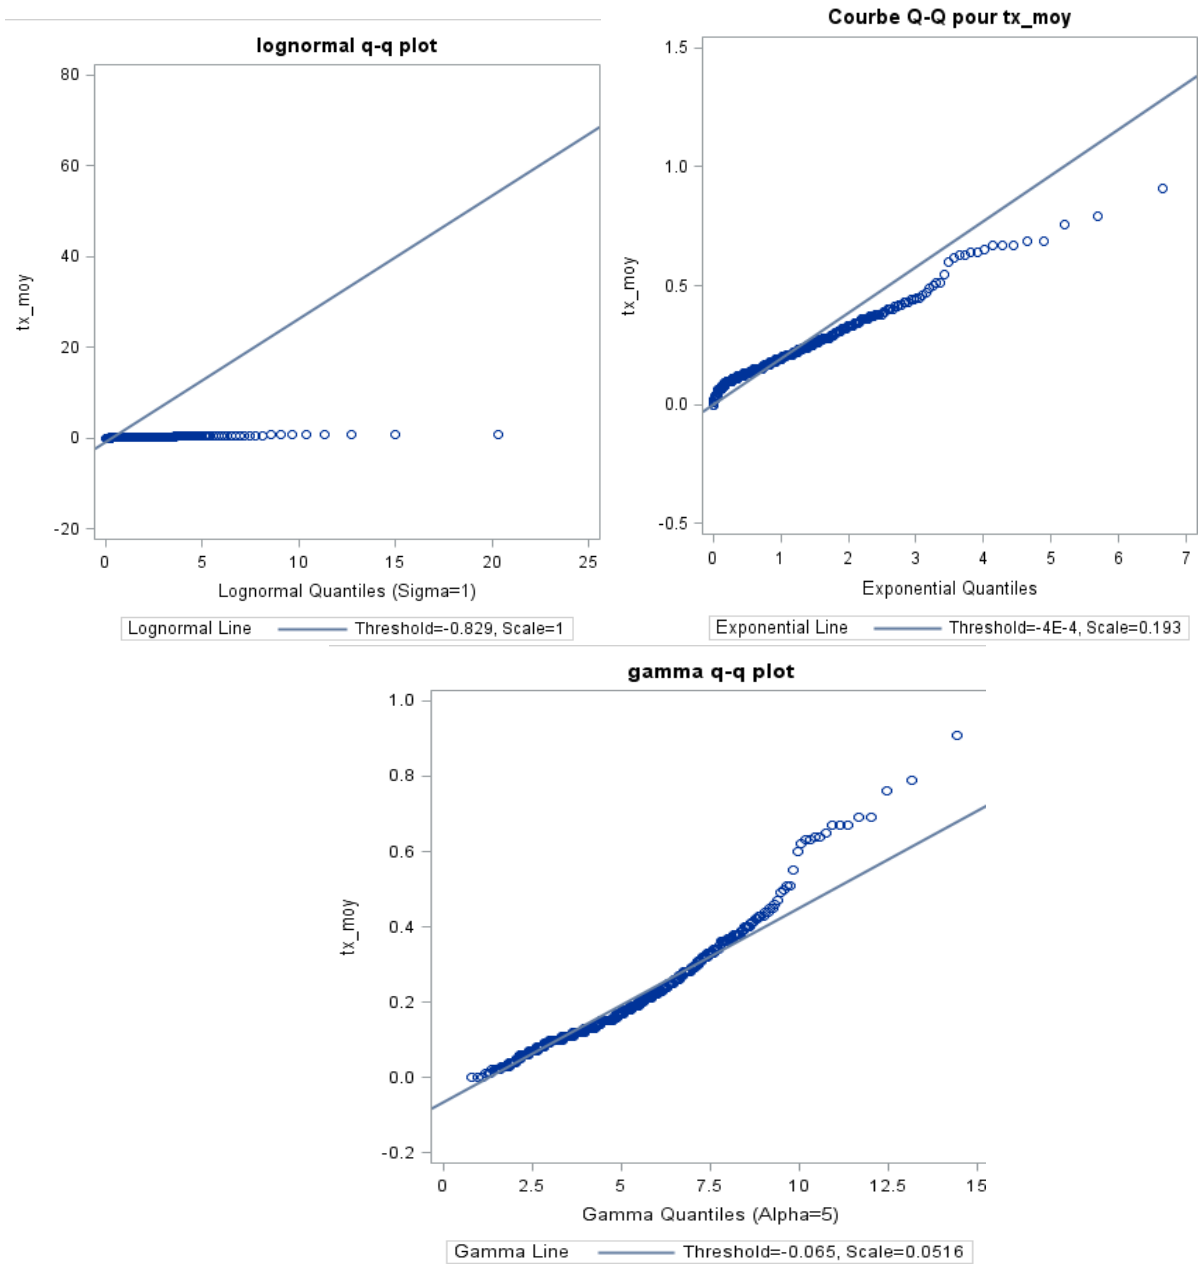 lognormal q-q plot
80
60
40
20
0
-20
tx_moy
0 5 10 15 20 25
Lognormal Quantiles (Sigma=1)
Lognormal Line Threshold=-0.829, Scale=1
Courbe Q-Q pour tx_moy
1.5
1.0
0.5
0.0
-0.5
tx_moy
0 1 2 3 4 5 6 7
Exponential Quantiles
Exponential Line Threshold=-4E-4, Scale=0.193
gamma q-q plot
1.0
0.8
0.6
0.4
0.2
0.0
-0.2
tx_moy
0 2.5 5 7.5 10 12.5 15
Gamma Quantiles (Alpha=5)
Gamma Line Threshold=-0.065, Scale=0.0516